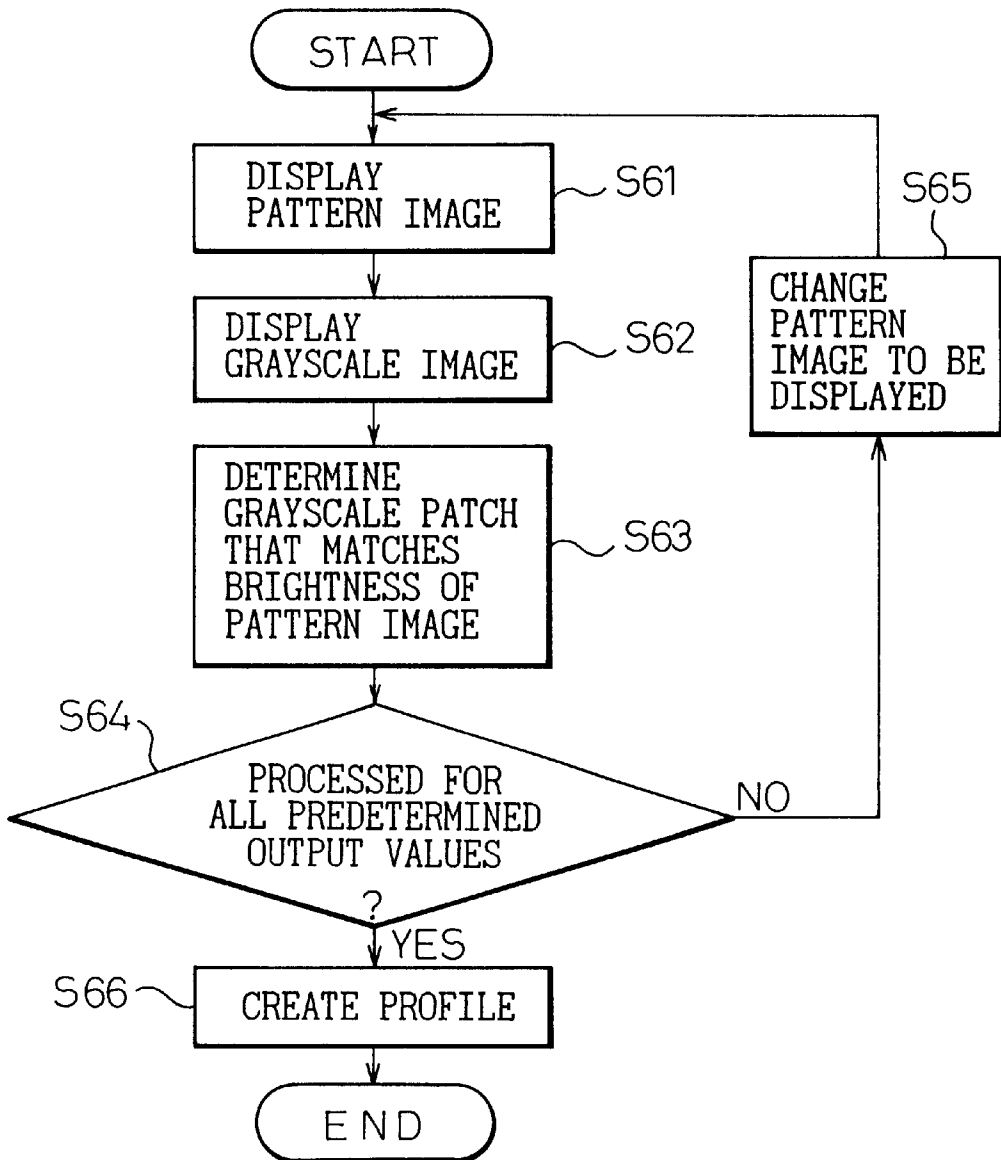 START
DISPLAY
PATTERN IMAGE
S61
DISPLAY
GRAYSCALE IMAGE
S62
DETERMINE
GRAYSCALE PATCH
THAT MATCHES
BRIGHTNESS OF
PATTERN IMAGE
S63
S64
PROCESSED FOR
ALL PREDETERMINED
OUTPUT VALUES
?
NO
S65
CHANGE
PATTERN
IMAGE TO BE
DISPLAYED
YES
S66
CREATE PROFILE
END